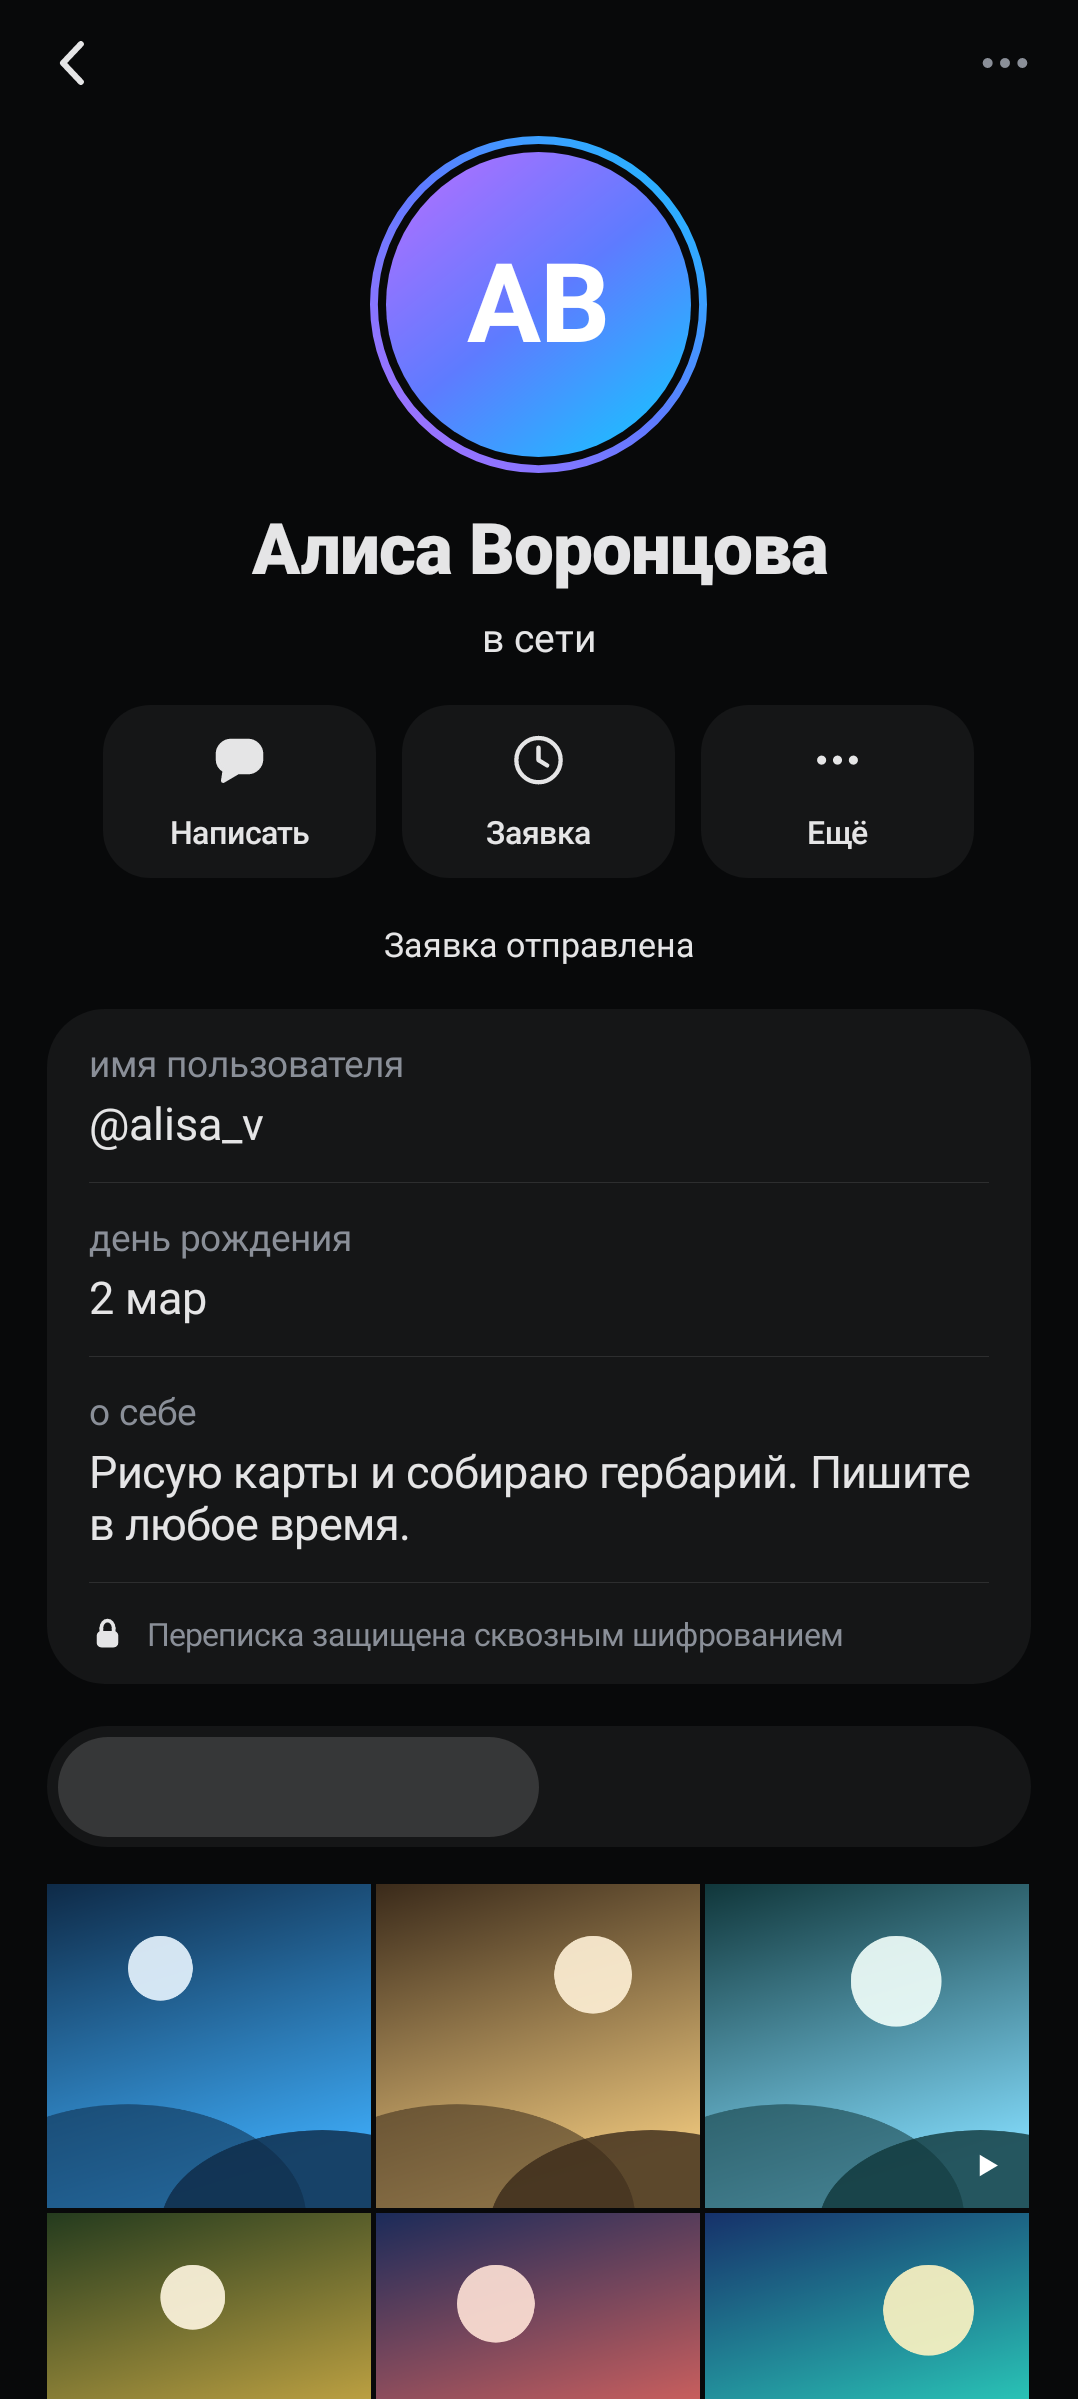 АВ
Алиса Воронцова
в сети
Написать
Заявка
Ещё
Заявка отправлена
имя пользователя
@alisa_v
день рождения
2 мар
о себе
Рисую карты и собираю гербарий. Пишите
в любое время.
Переписка защищена сквозным шифрованием